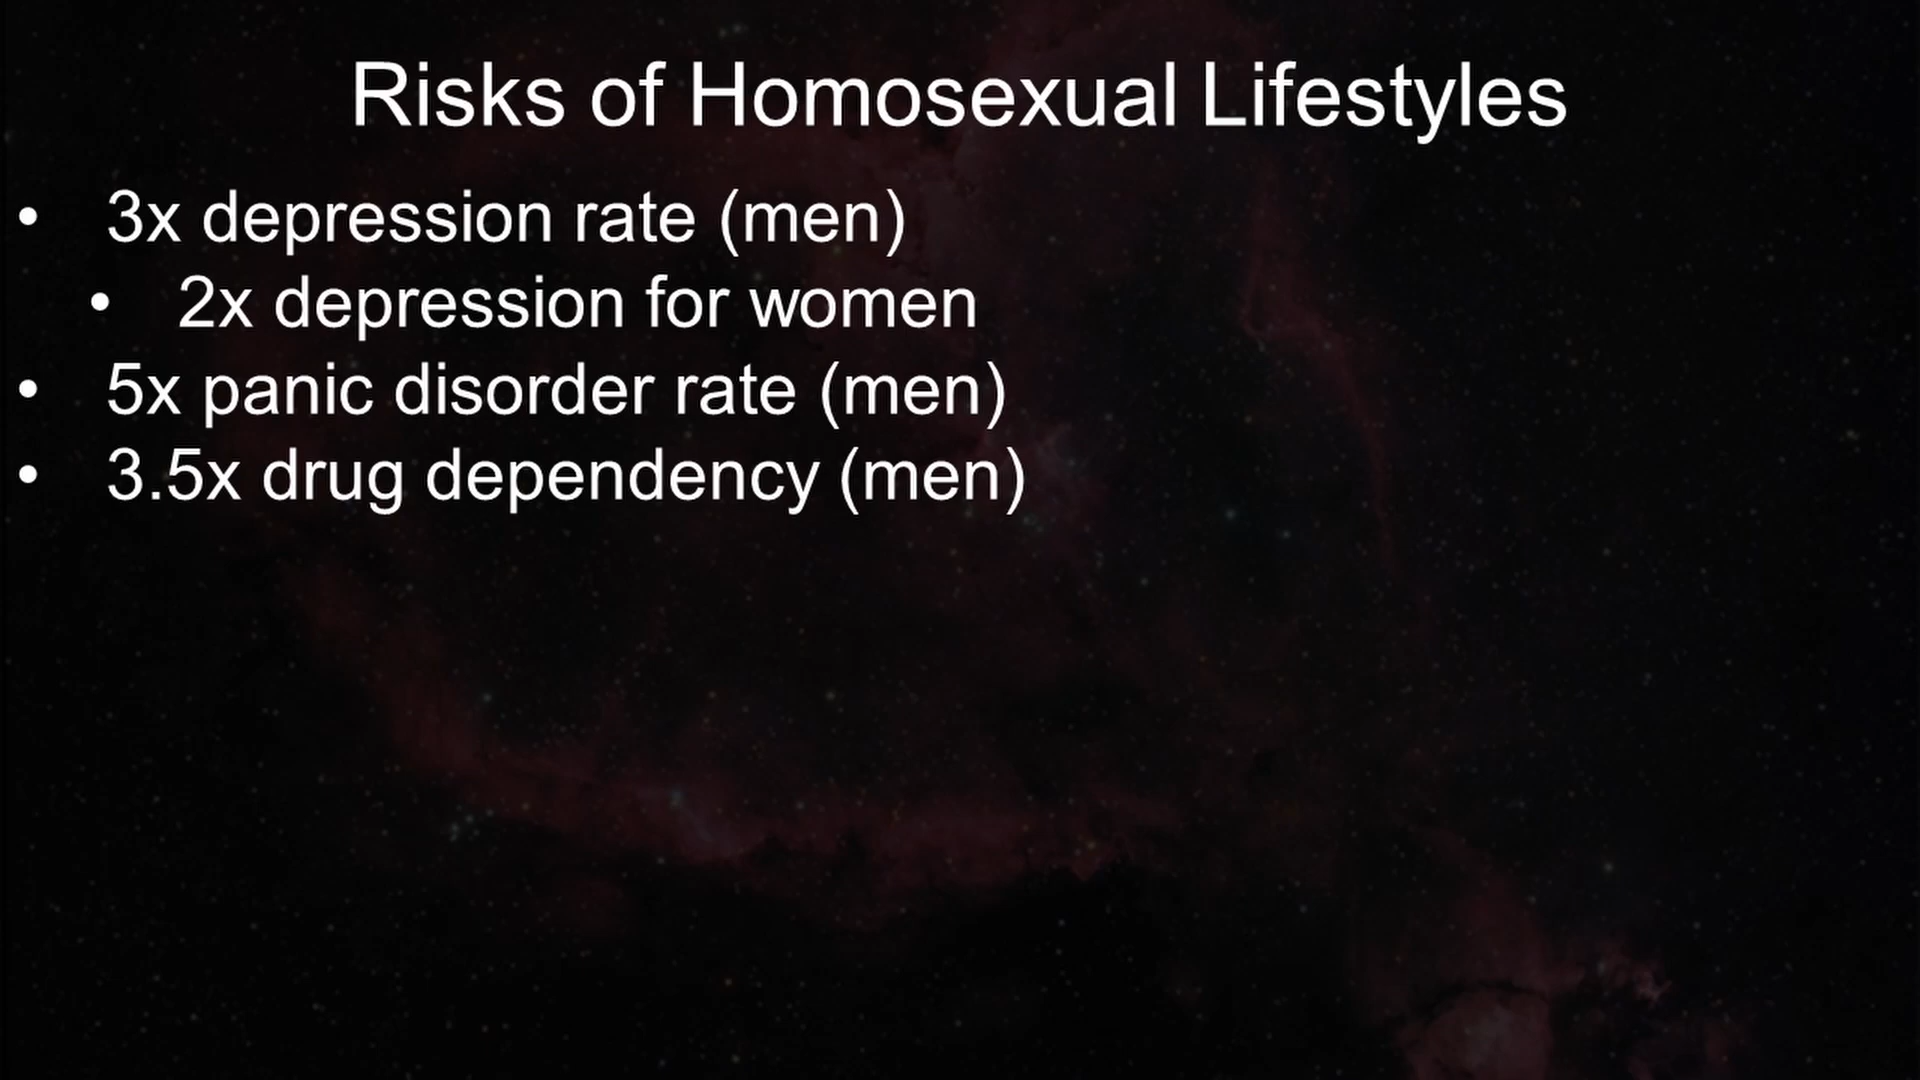 Risks of Homosexual Lifestyles
• 3x depression rate (men)
• 2x depression for women
• 5x panic disorder rate (men)
• 3.5x drug dependency (men)